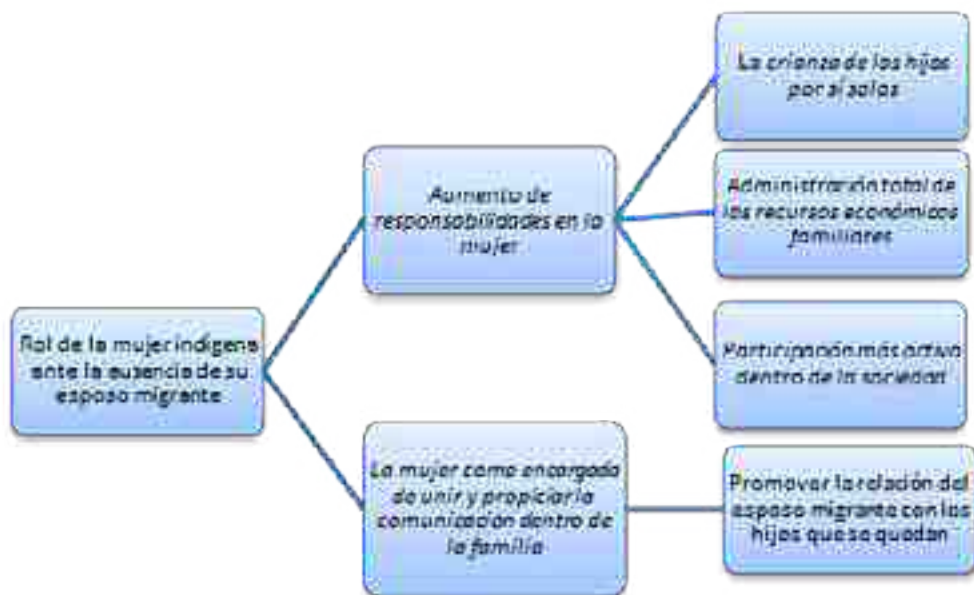 La crianza de los hijos
por sí solas
Aumento de
responsabilidades en la
mujer
Administración total de
los recursos económicos
familiares
Participación más activa
dentro de la sociedad
Rol de la mujer indígena
ante la ausencia de su
esposo migrante
La mujer como encargada
de unir y propiciar la
comunicación dentro de
la familia
Promover la relación del
esposo migrante con los
hijos que se quedan